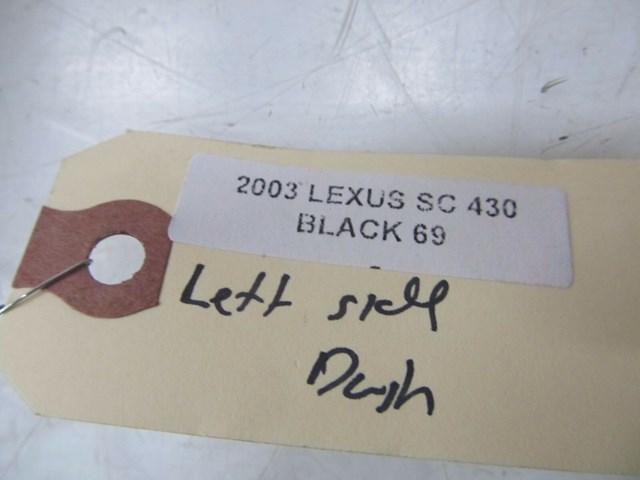 2003 LEXUS SC 430
BLACK 69
Left side
Dash